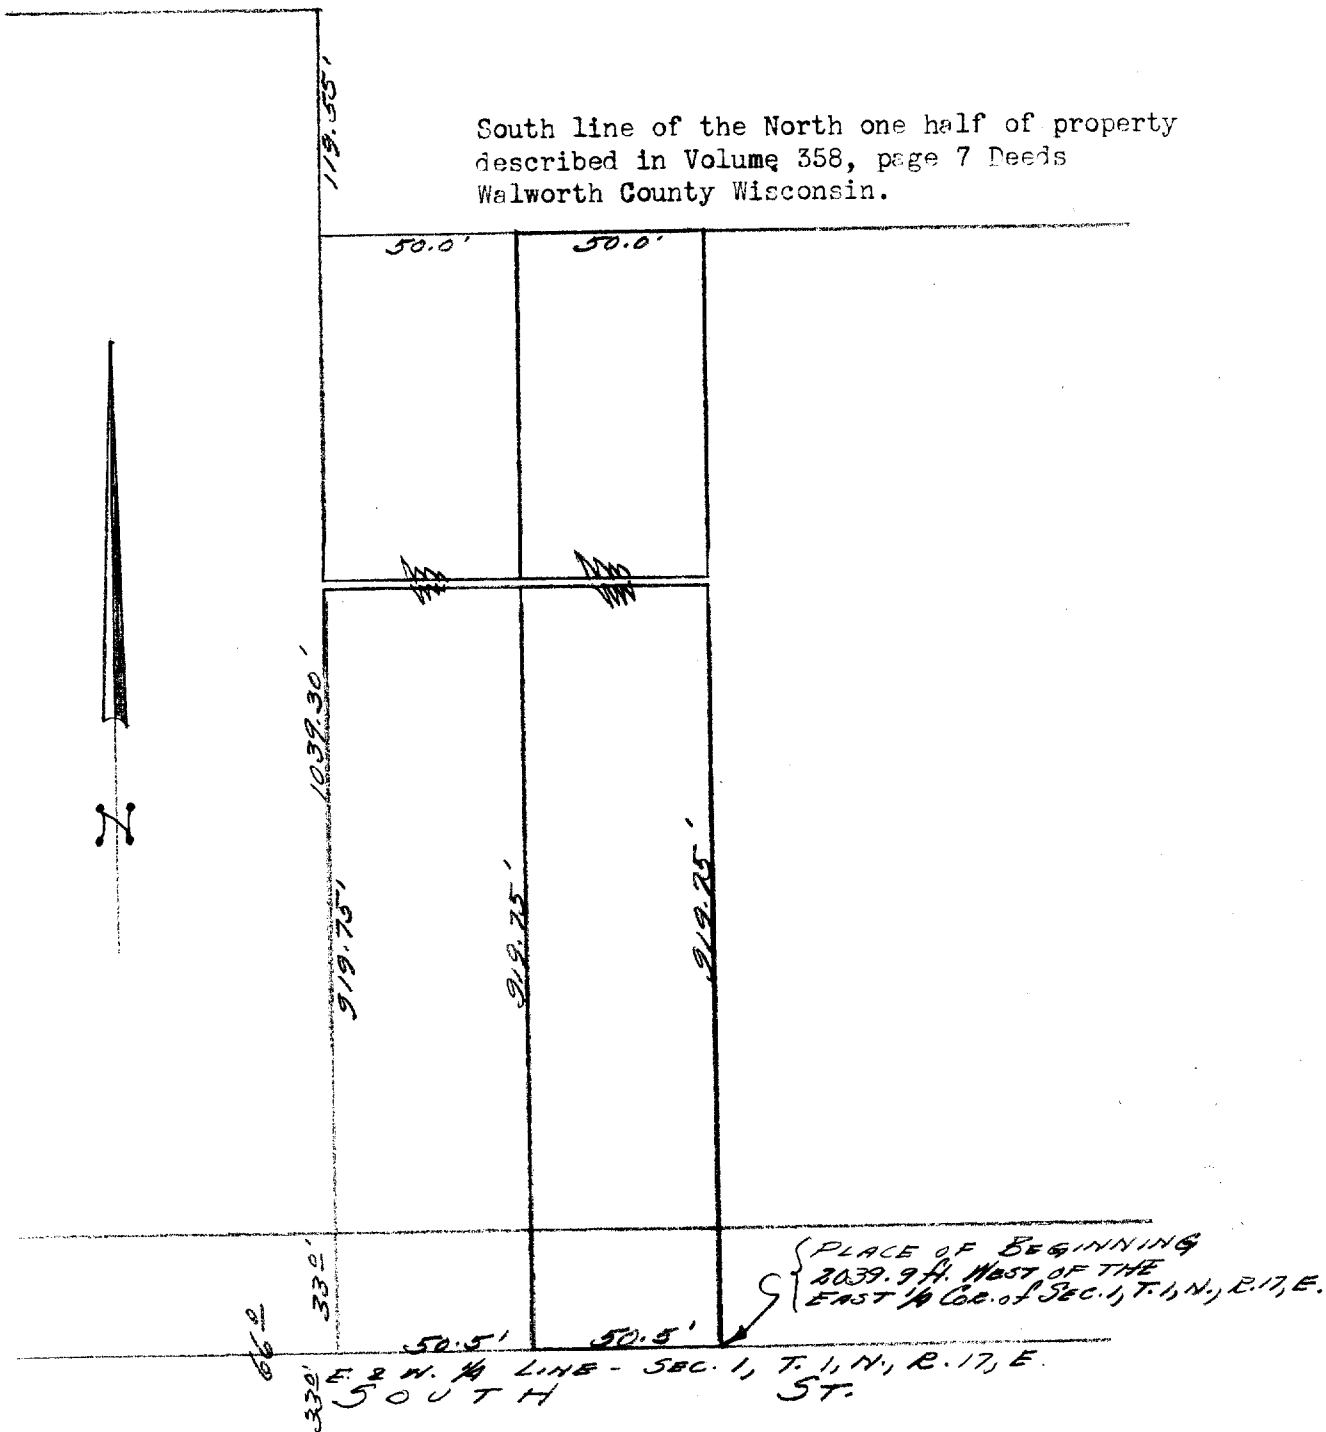 119.55'
South line of the North one half of property
described in Volume 358, page 7 Deeds
Walworth County Wisconsin.
50.0' 50.0'
1039.30'
N
919.75' 919.75' 919.75'
PLACE OF BEGINNING
2039.9 ft. WEST OF THE
EAST 1/4 COR. of SEC. 1, T. 1, N., R. 17, E.
33º'
66º
50.5' 50.5'
E. & W. 1/4 LINE - SEC. 1, T. 1, N., R. 17, E.
33º'
SOUTH ST.